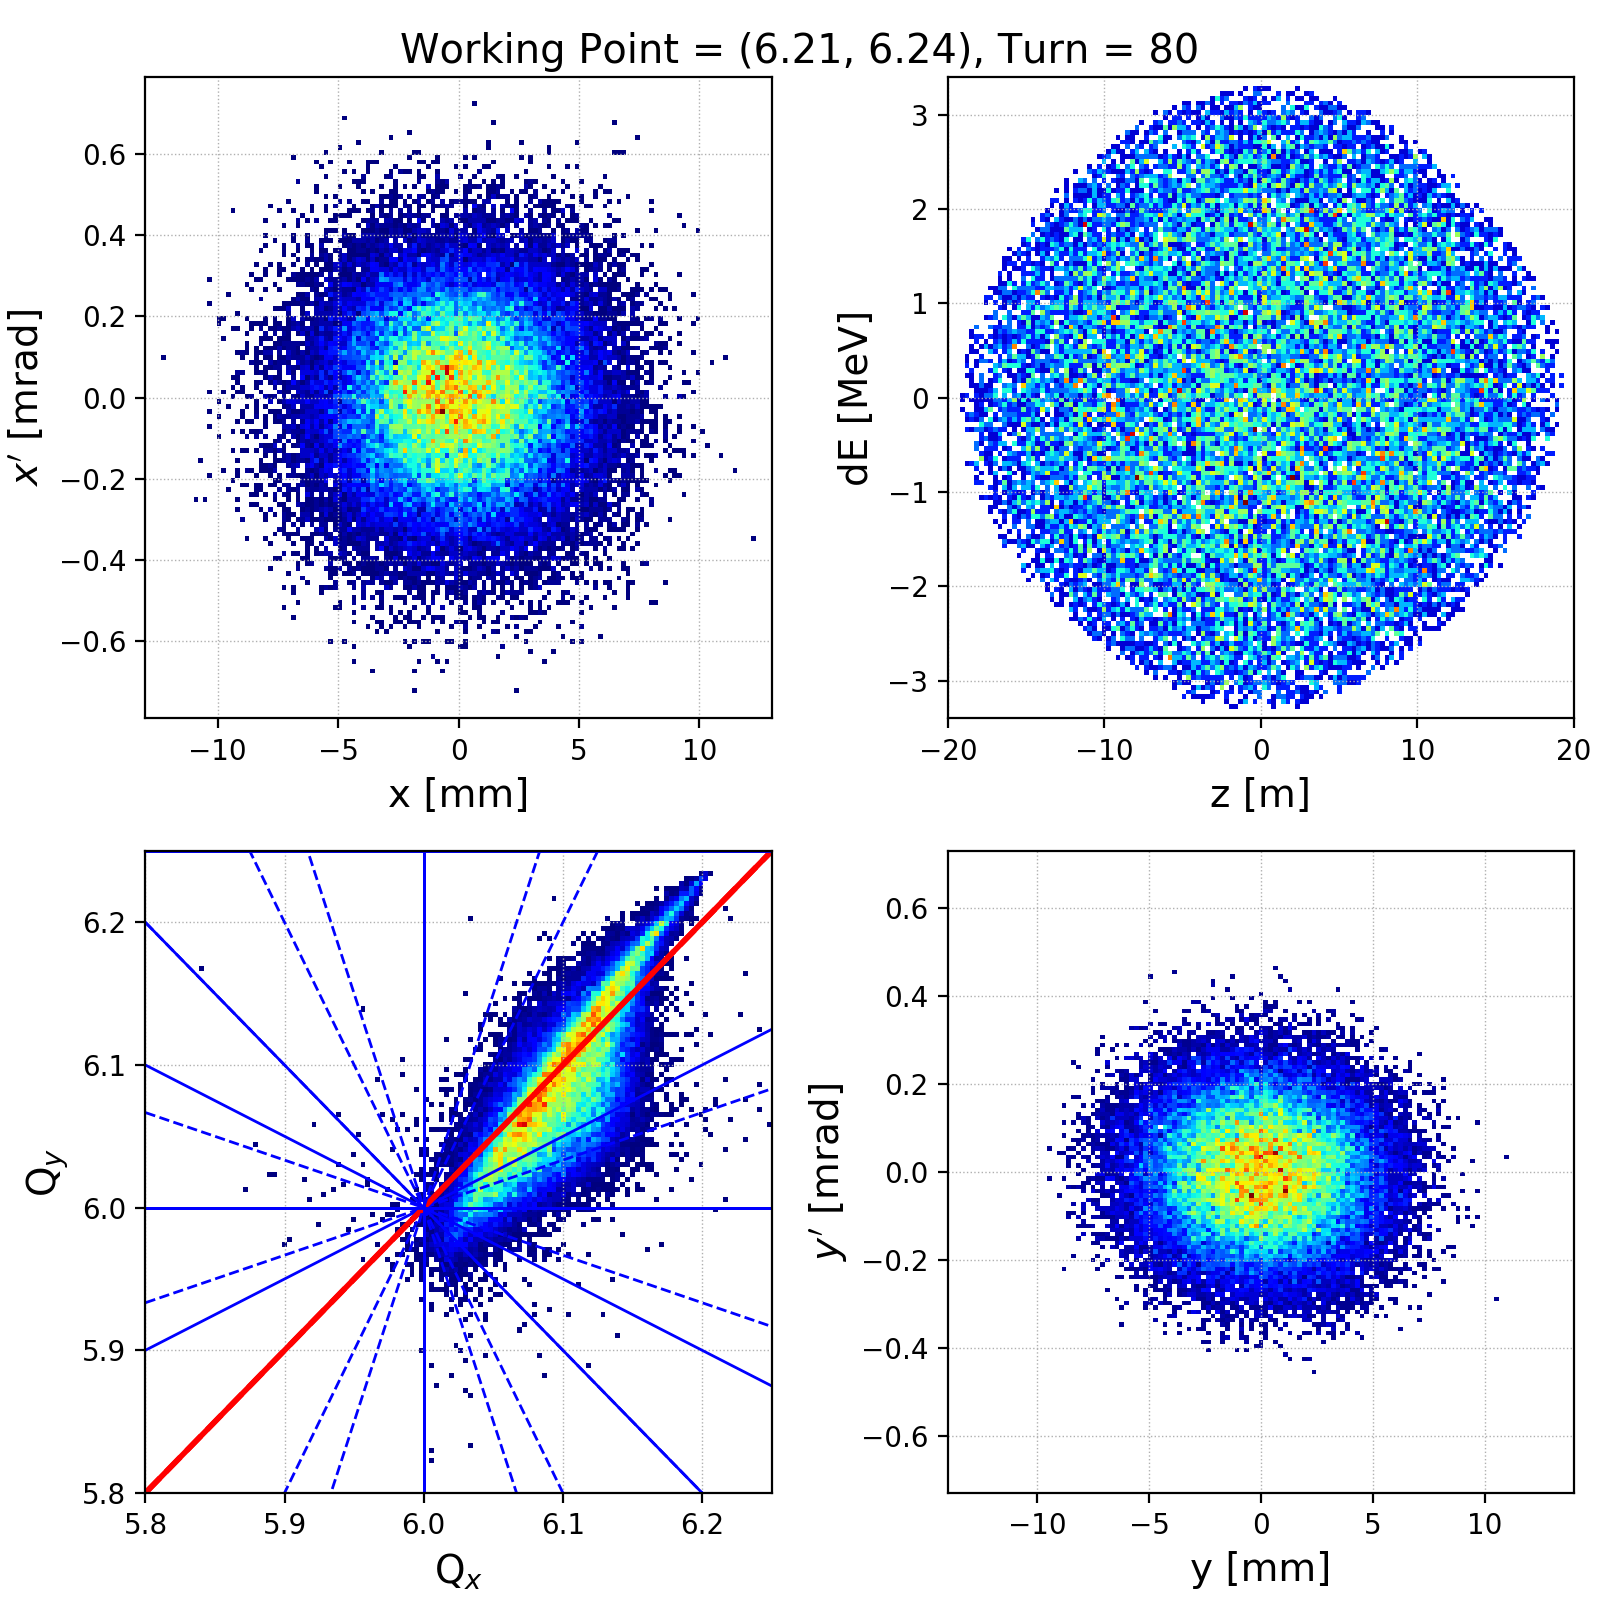 Working Point = (6.21, 6.24), Turn = 80
0.6
0.4
0.2
0.0
−0.2
−0.4
−0.6
x′ [mrad]
−10 −5 0 5 10
x [mm]
3
2
1
0
−1
−2
−3
dE [MeV]
−20 −10 0 10 20
z [m]
6.2
6.1
6.0
5.9
5.8
Qy
5.8 5.9 6.0 6.1 6.2
Qx
0.6
0.4
0.2
0.0
−0.2
−0.4
−0.6
y′ [mrad]
−10 −5 0 5 10
y [mm]